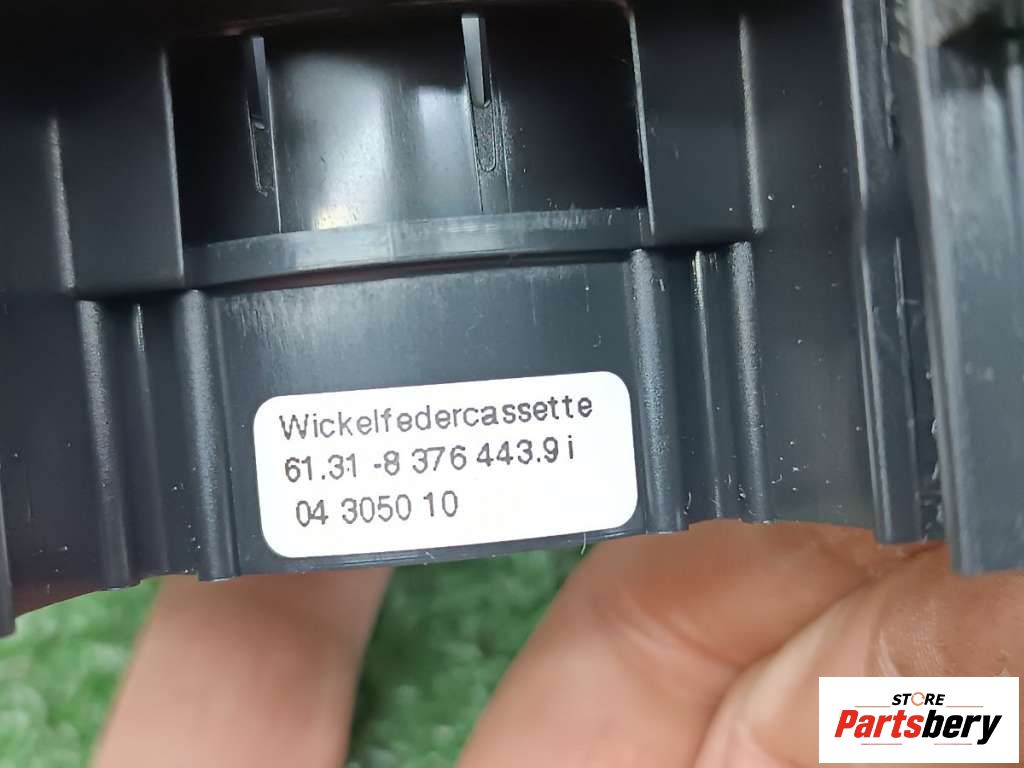 Wickelfedercassette
61.31 -8 376 443.9 i
04 3050 10
STORE
Partsbery